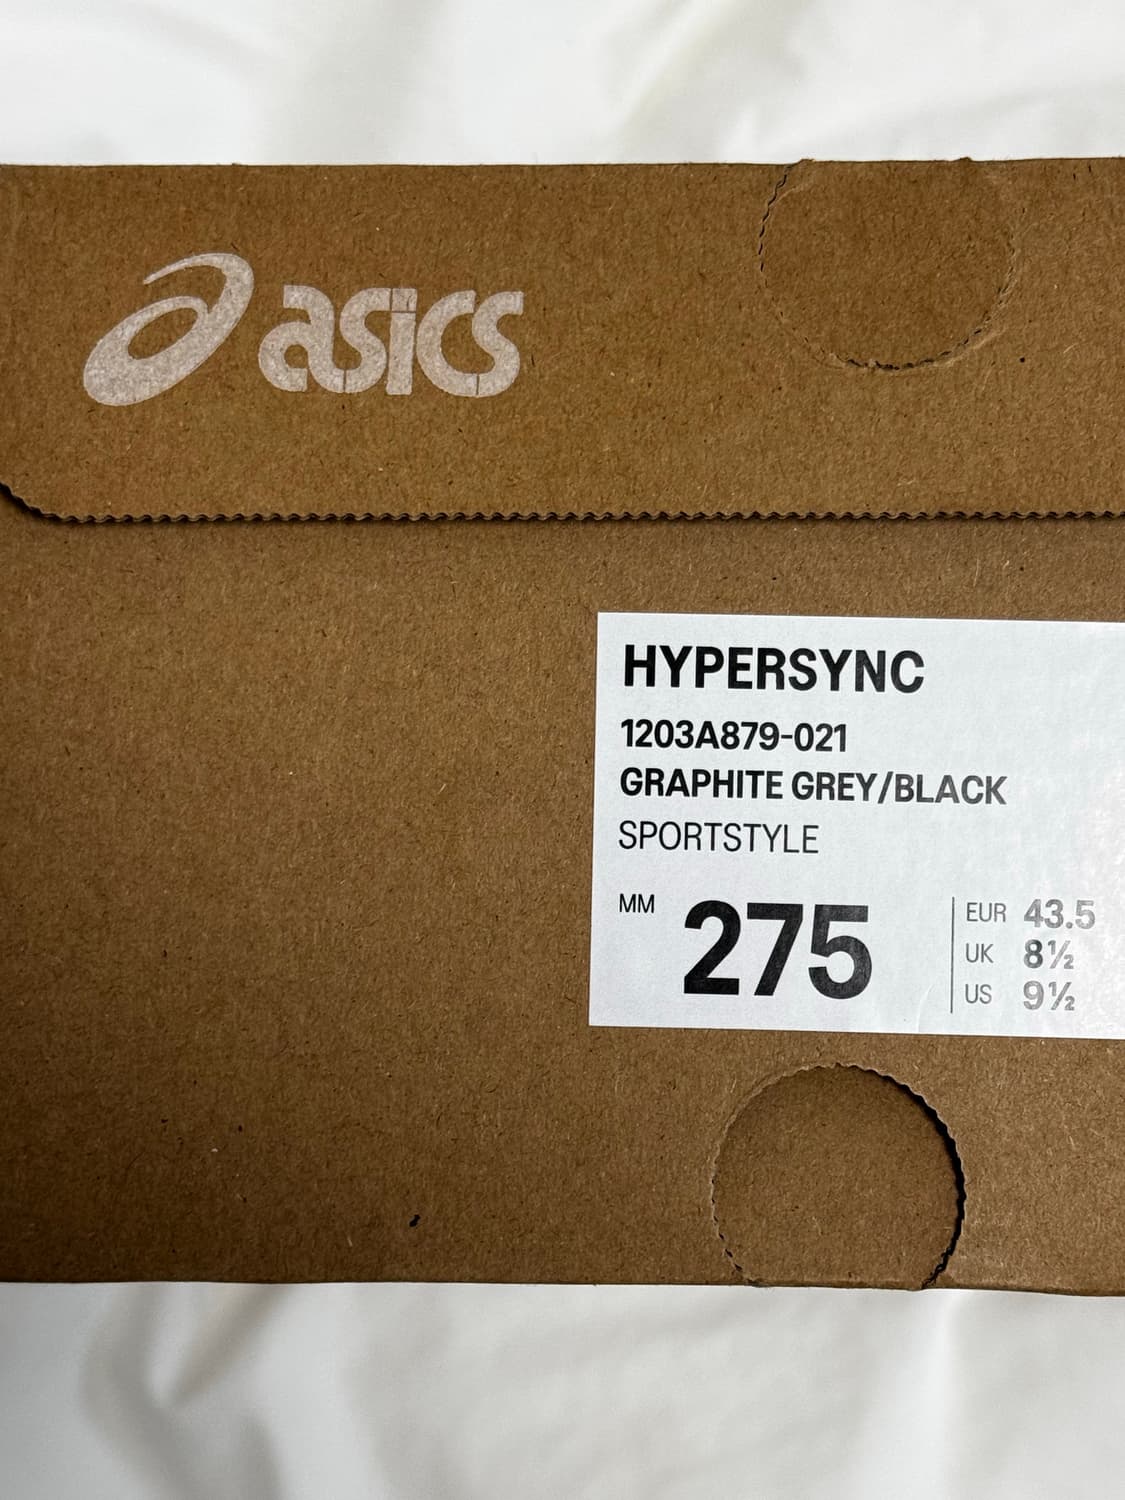 asics
HYPERSYNC
1203A879-021
GRAPHITE GREY/BLACK
SPORTSTYLE
MM 275
EUR 43.5
UK 8½
US 9½